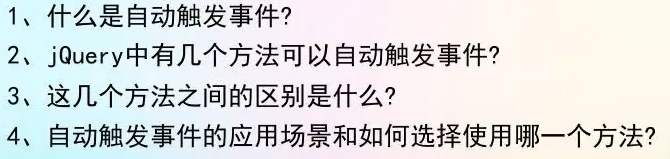 1、什么是自动触发事件?
2、jQuery中有几个方法可以自动触发事件?
3、这几个方法之间的区别是什么?
4、自动触发事件的应用场景和如何选择使用哪一个方法?